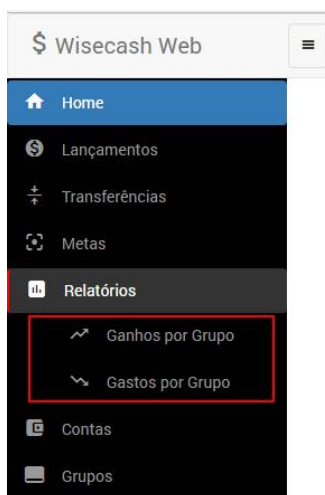 $ Wisecash Web
Home
Lançamentos
Transferências
Metas
Relatórios
Ganhos por Grupo
Gastos por Grupo
Contas
Grupos